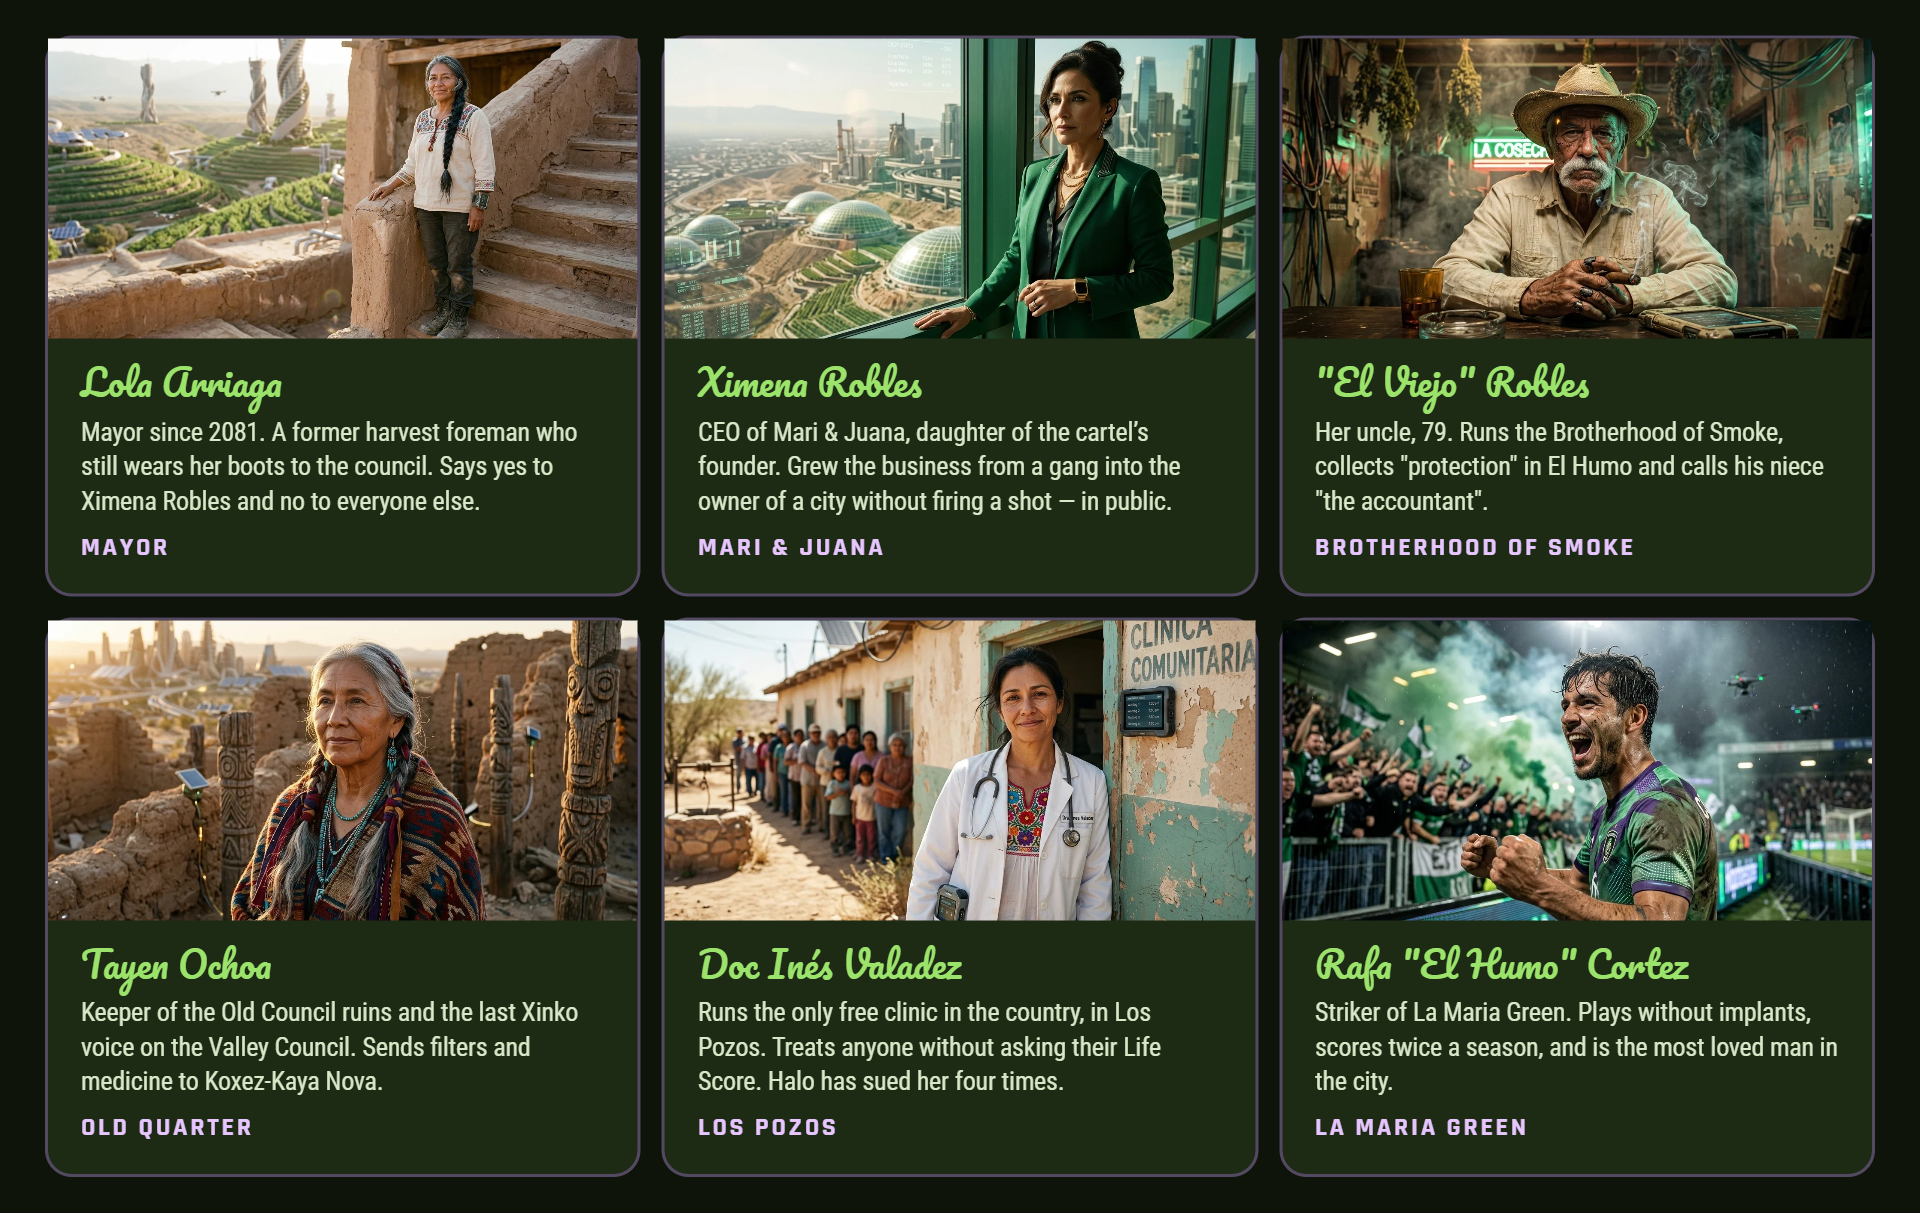 LA COSECH
Lola Arriaga
Mayor since 2081. A former harvest foreman who
still wears her boots to the council. Says yes to
Ximena Robles and no to everyone else.
MAYOR
Ximena Robles
CEO of Mari & Juana, daughter of the cartel’s
founder. Grew the business from a gang into the
owner of a city without firing a shot — in public.
MARI & JUANA
"El Viejo" Robles
Her uncle, 79. Runs the Brotherhood of Smoke,
collects "protection" in El Humo and calls his niece
"the accountant".
BROTHERHOOD OF SMOKE
CLINICA
COMUNITARIA
Tayen Ochoa
Keeper of the Old Council ruins and the last Xinko
voice on the Valley Council. Sends filters and
medicine to Koxez-Kaya Nova.
OLD QUARTER
Doc Inés Valadez
Runs the only free clinic in the country, in Los
Pozos. Treats anyone without asking their Life
Score. Halo has sued her four times.
LOS POZOS
Rafa "El Humo" Cortez
Striker of La Maria Green. Plays without implants,
scores twice a season, and is the most loved man in
the city.
LA MARIA GREEN